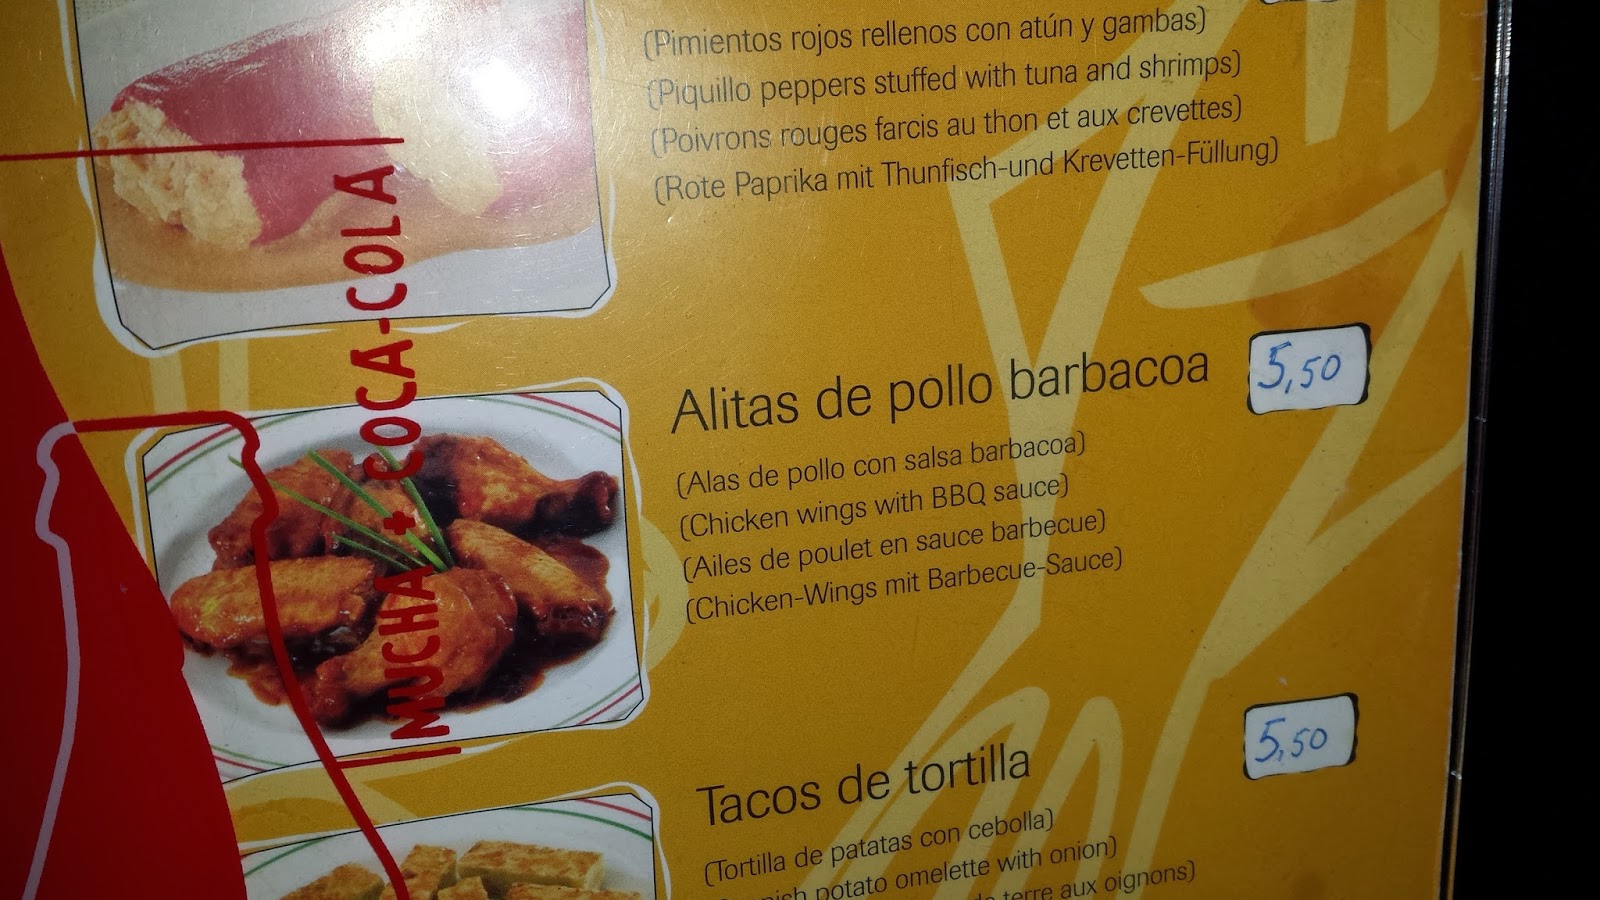 (Pimientos rojos rellenos con atún y gambas)
(Piquillo peppers stuffed with tuna and shrimps)
(Poivrons rouges farcis au thon et aux crevettes)
(Rote Paprika mit Thunfisch-und Krevetten-Füllung)
MUCHA + COCA-COLA
Alitas de pollo barbacoa 5,50
(Alas de pollo con salsa barbacoa)
(Chicken wings with BBQ sauce)
(Ailes de poulet en sauce barbecue)
(Chicken-Wings mit Barbecue-Sauce)
Tacos de tortilla 5,50
(Tortilla de patatas con cebolla)
potato omelette with onion)
terre aux oignons)